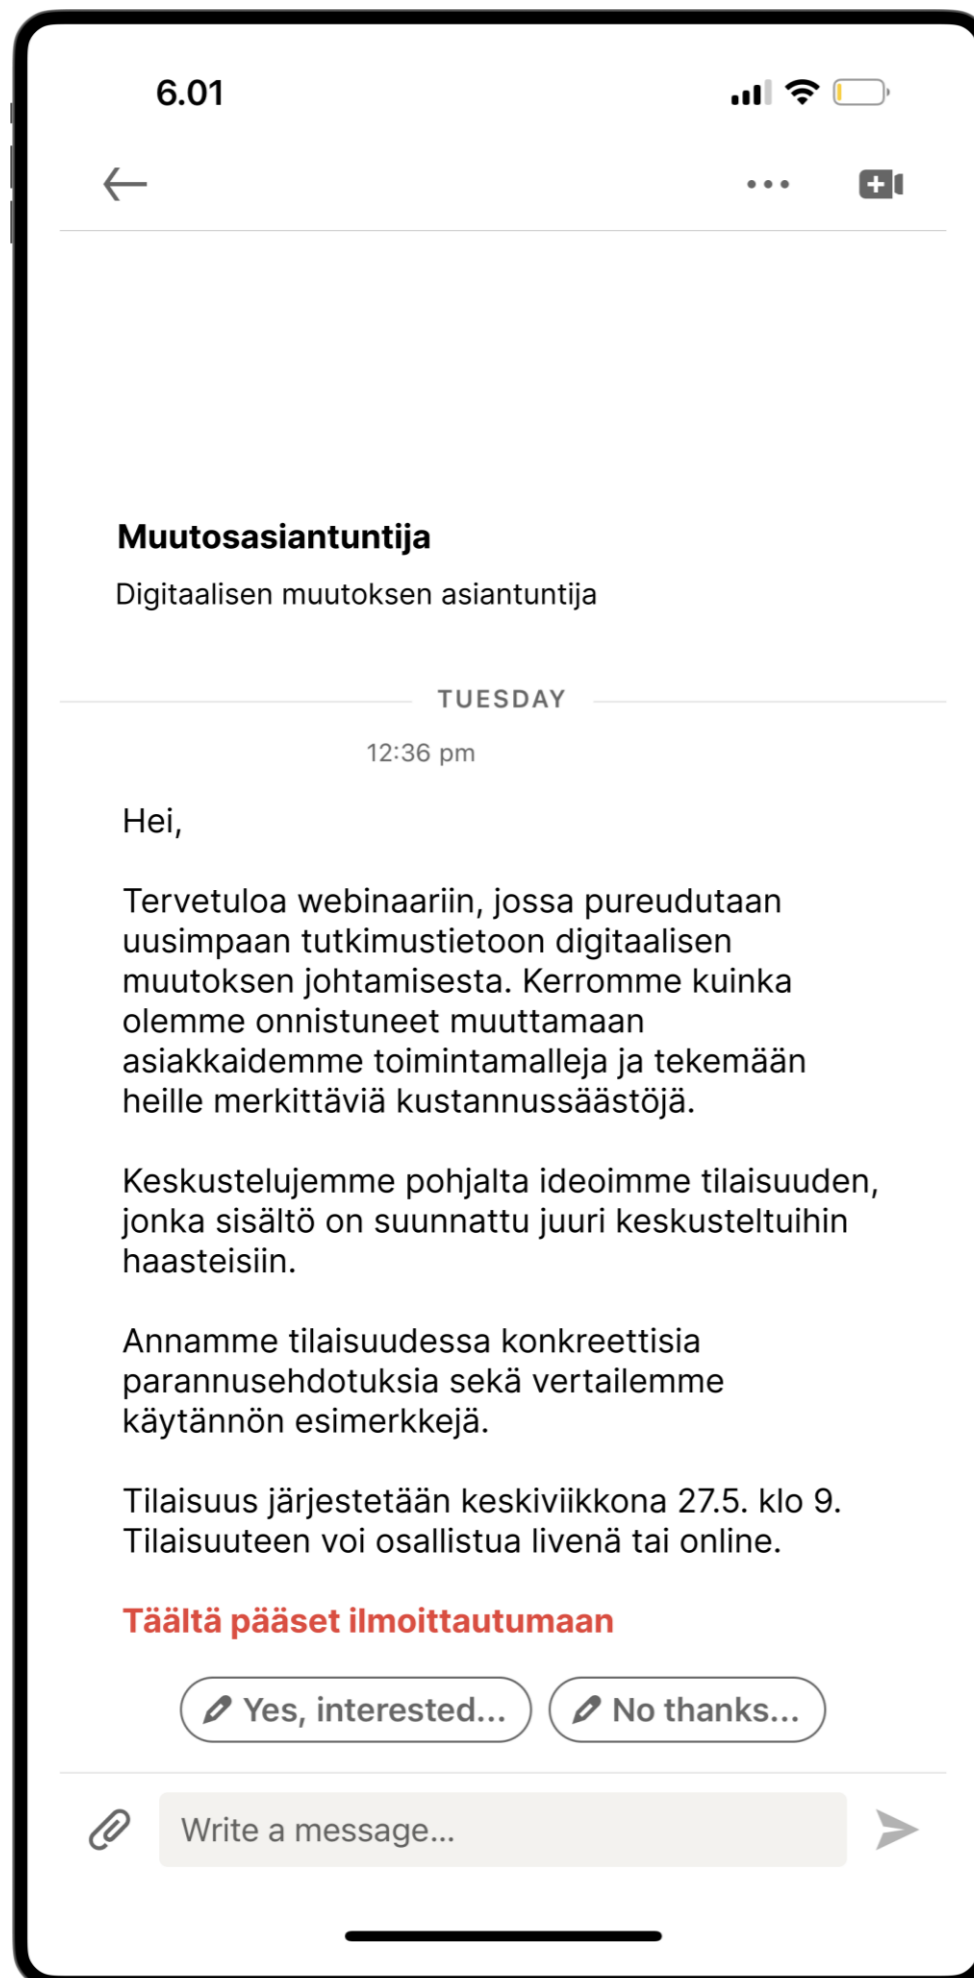 6.01
Muutosasiantuntija
Digitaalisen muutoksen asiantuntija
TUESDAY
12:36 pm
Hei,
Tervetuloa webinaariin, jossa pureudutaan
uusimpaan tutkimustietoon digitaalisen
muutoksen johtamisesta. Kerromme kuinka
olemme onnistuneet muuttamaan
asiakkaidemme toimintamalleja ja tekemään
heille merkittäviä kustannussäästöjä.
Keskustelujemme pohjalta ideoimme tilaisuuden,
jonka sisältö on suunnattu juuri keskusteltuihin
haasteisiin.
Annamme tilaisuudessa konkreettisia
parannusehdotuksia sekä vertailemme
käytännön esimerkkejä.
Tilaisuus järjestetään keskiviikkona 27.5. klo 9.
Tilaisuuteen voi osallistua livenä tai online.
Täältä pääset ilmoittautumaan
Yes, interested... No thanks...
Write a message...